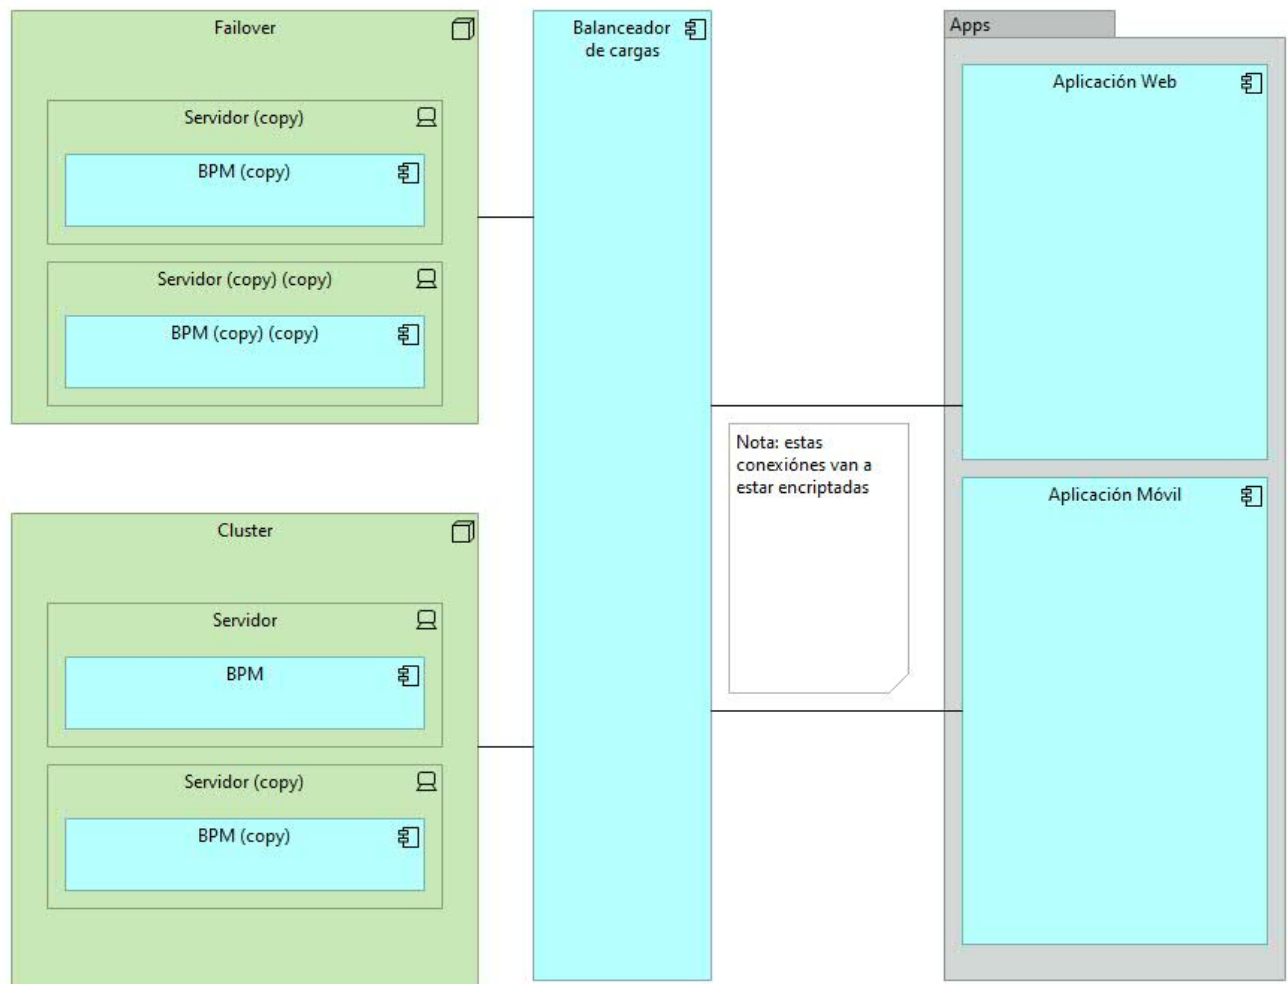 Failover
Servidor (copy)
BPM (copy)
Servidor (copy) (copy)
BPM (copy) (copy)
Cluster
Servidor
BPM
Servidor (copy)
BPM (copy)
Balanceador
de cargas
Nota: estas
conexiónes van a
estar encriptadas
Apps
Aplicación Web
Aplicación Móvil